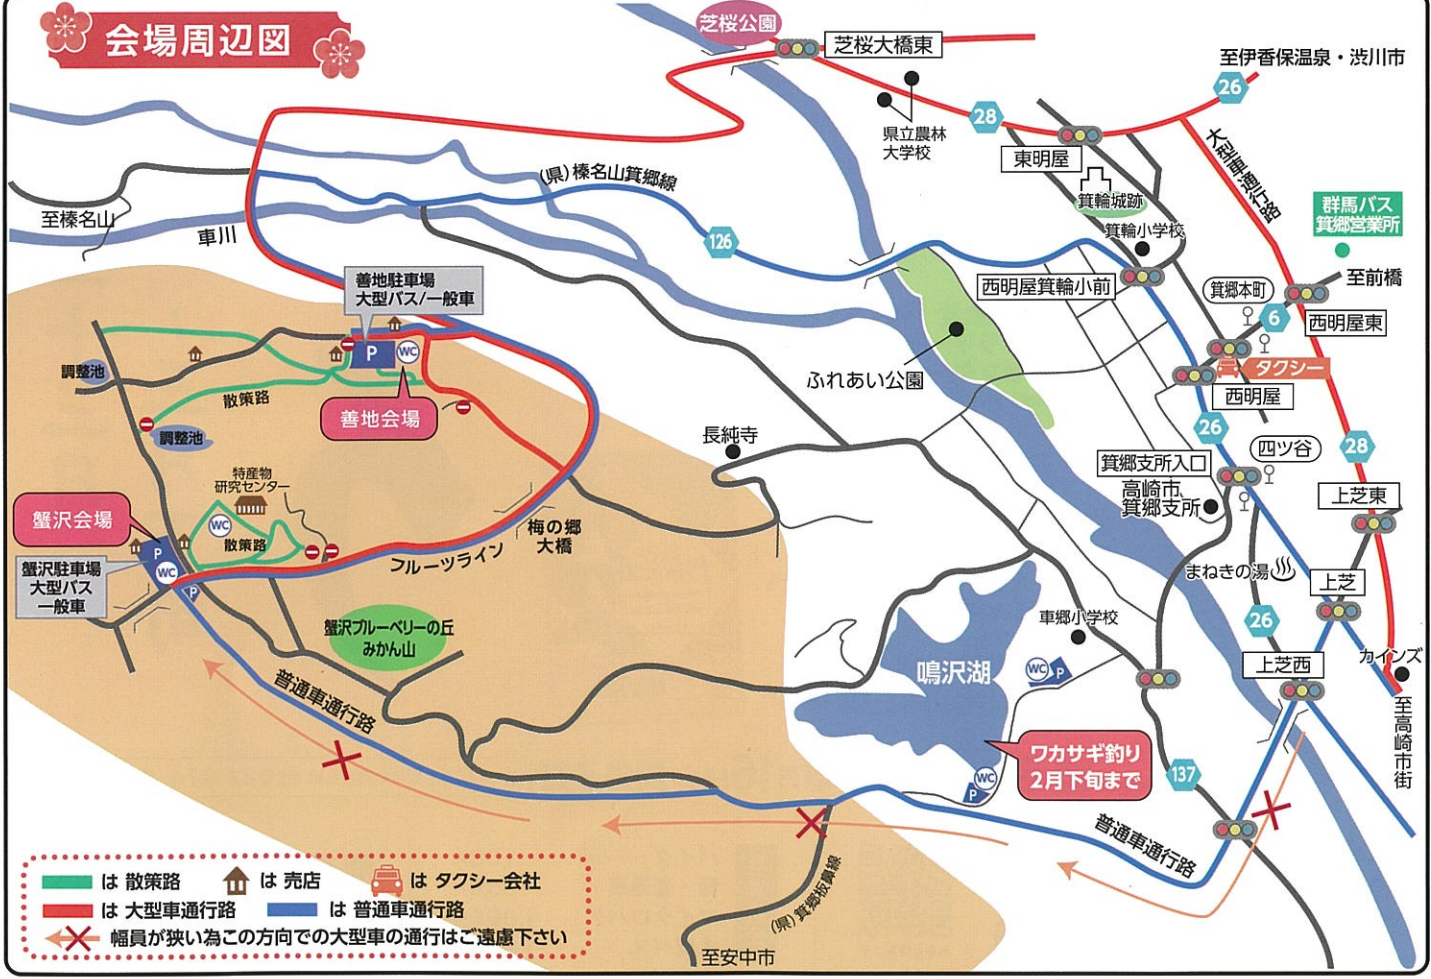 会場周辺図
芝桜公園
芝桜大橋東
至伊香保温泉・渋川市
26
28
県立農林
大学校
東明屋
大型車通行路
箕輪城跡
群馬バス
箕郷営業所
箕輪小学校
至前橋
(県)榛名山箕郷線
至榛名山
車川
126
西明屋箕輪小前
箕郷本町
6
西明屋東
善地駐車場
大型バス/一般車
P
WC
タクシー
西明屋
調整池
散策路
善地会場
ふれあい公園
26
28
調整池
長純寺
四ツ谷
箕郷支所入口
高崎市
箕郷支所
上芝東
特産物
研究センター
蟹沢会場
WC
散策路
梅の郷
大橋
フルーツライン
P
WC
P
蟹沢駐車場
大型バス
一般車
まねきの湯
上芝
蟹沢ブルーベリーの丘
みかん山
車郷小学校
26
上芝西
カインズ
鳴沢湖
WC
P
普通車通行路
至高崎市街
ワカサギ釣り
2月下旬まで
WC
P
137
普通車通行路
(県)箕郷板鼻線
至安中市
は 散策路
は 売店
は タクシー会社
は 大型車通行路
は 普通車通行路
幅員が狭い為この方向での大型車の通行はご遠慮下さい